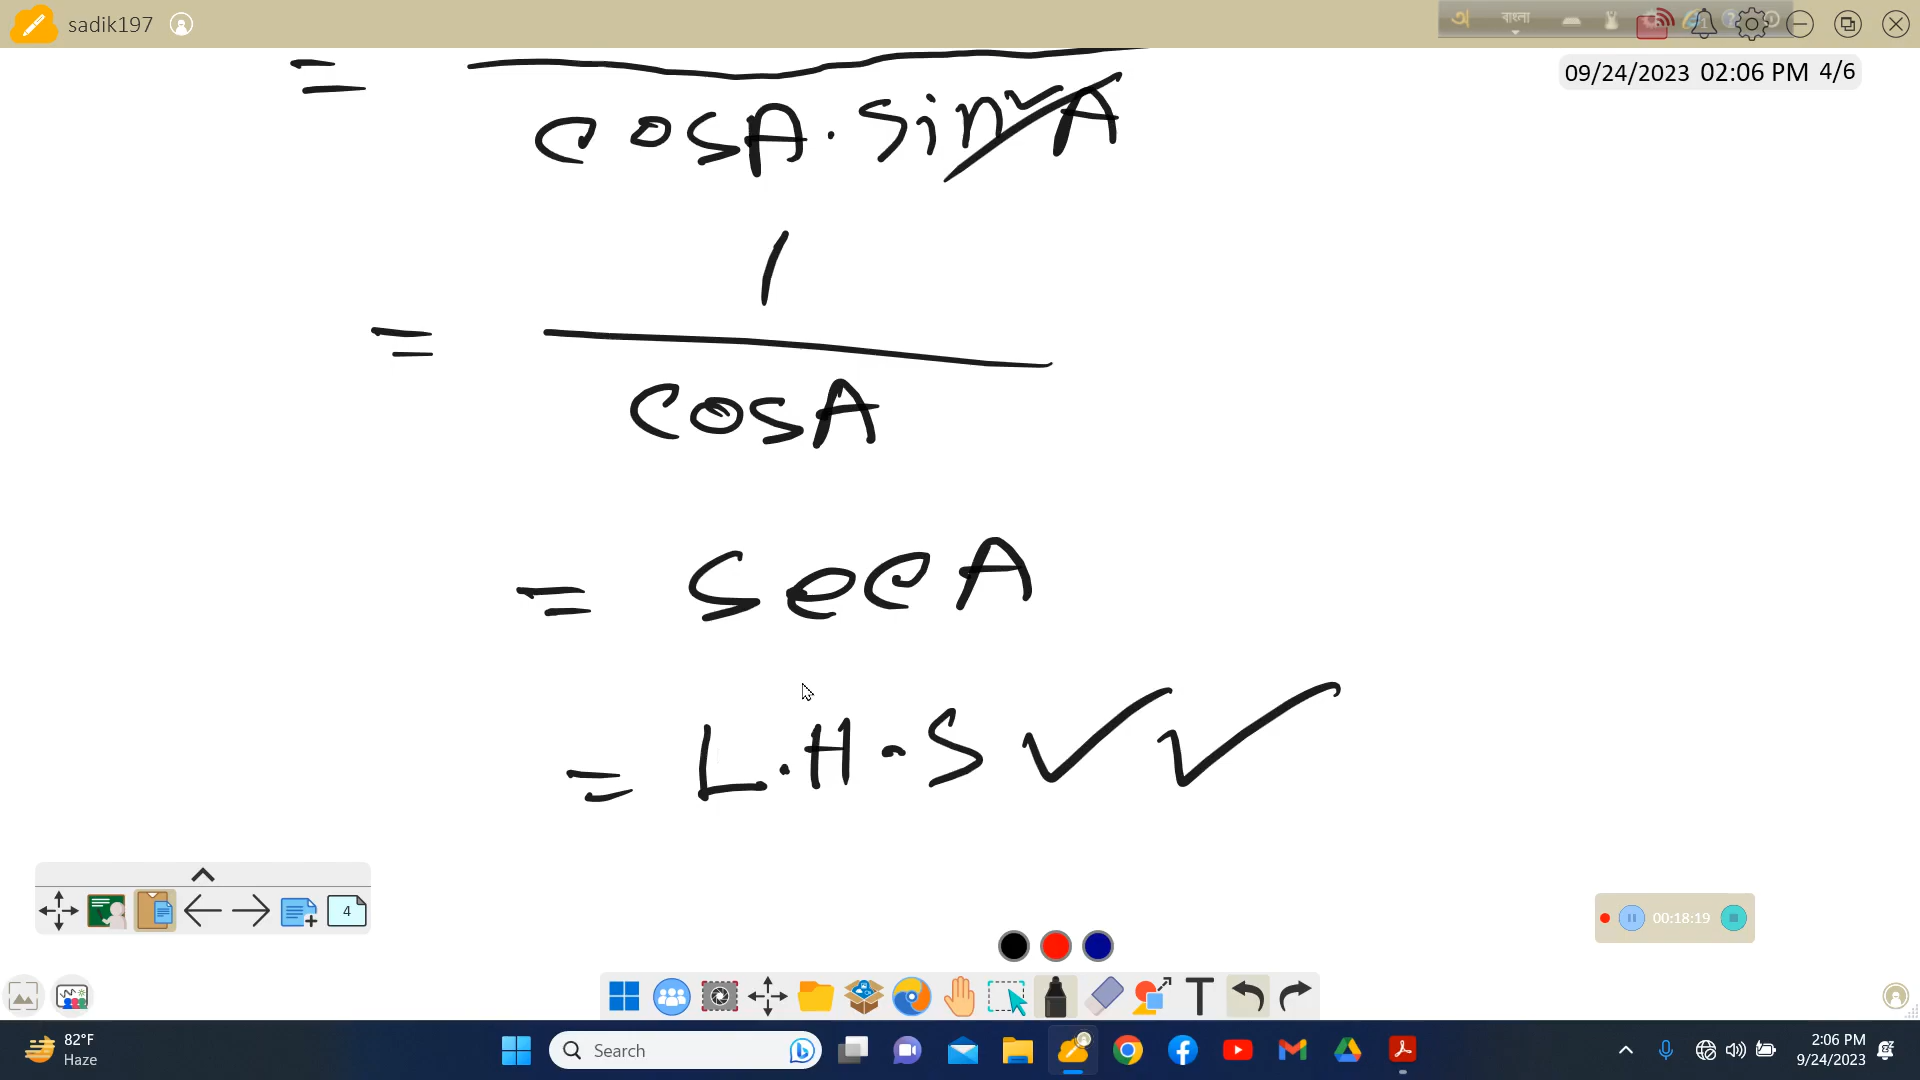 sadik197
বাংলা
09/24/2023 02:06 PM 4/6
=
cosA · sin²A
1
=
cosA
= secA
= L.H.S ✓✓
4
00:18:19
T
82°F
Haze
Search
2:06 PM
9/24/2023